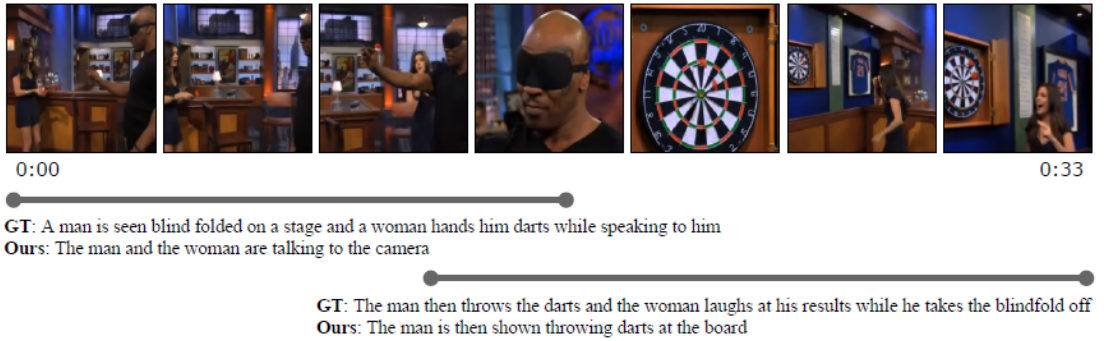 0:00
0:33
GT: A man is seen blind folded on a stage and a woman hands him darts while speaking to him
Ours: The man and the woman are talking to the camera
GT: The man then throws the darts and the woman laughs at his results while he takes the blindfold off
Ours: The man is then shown throwing darts at the board